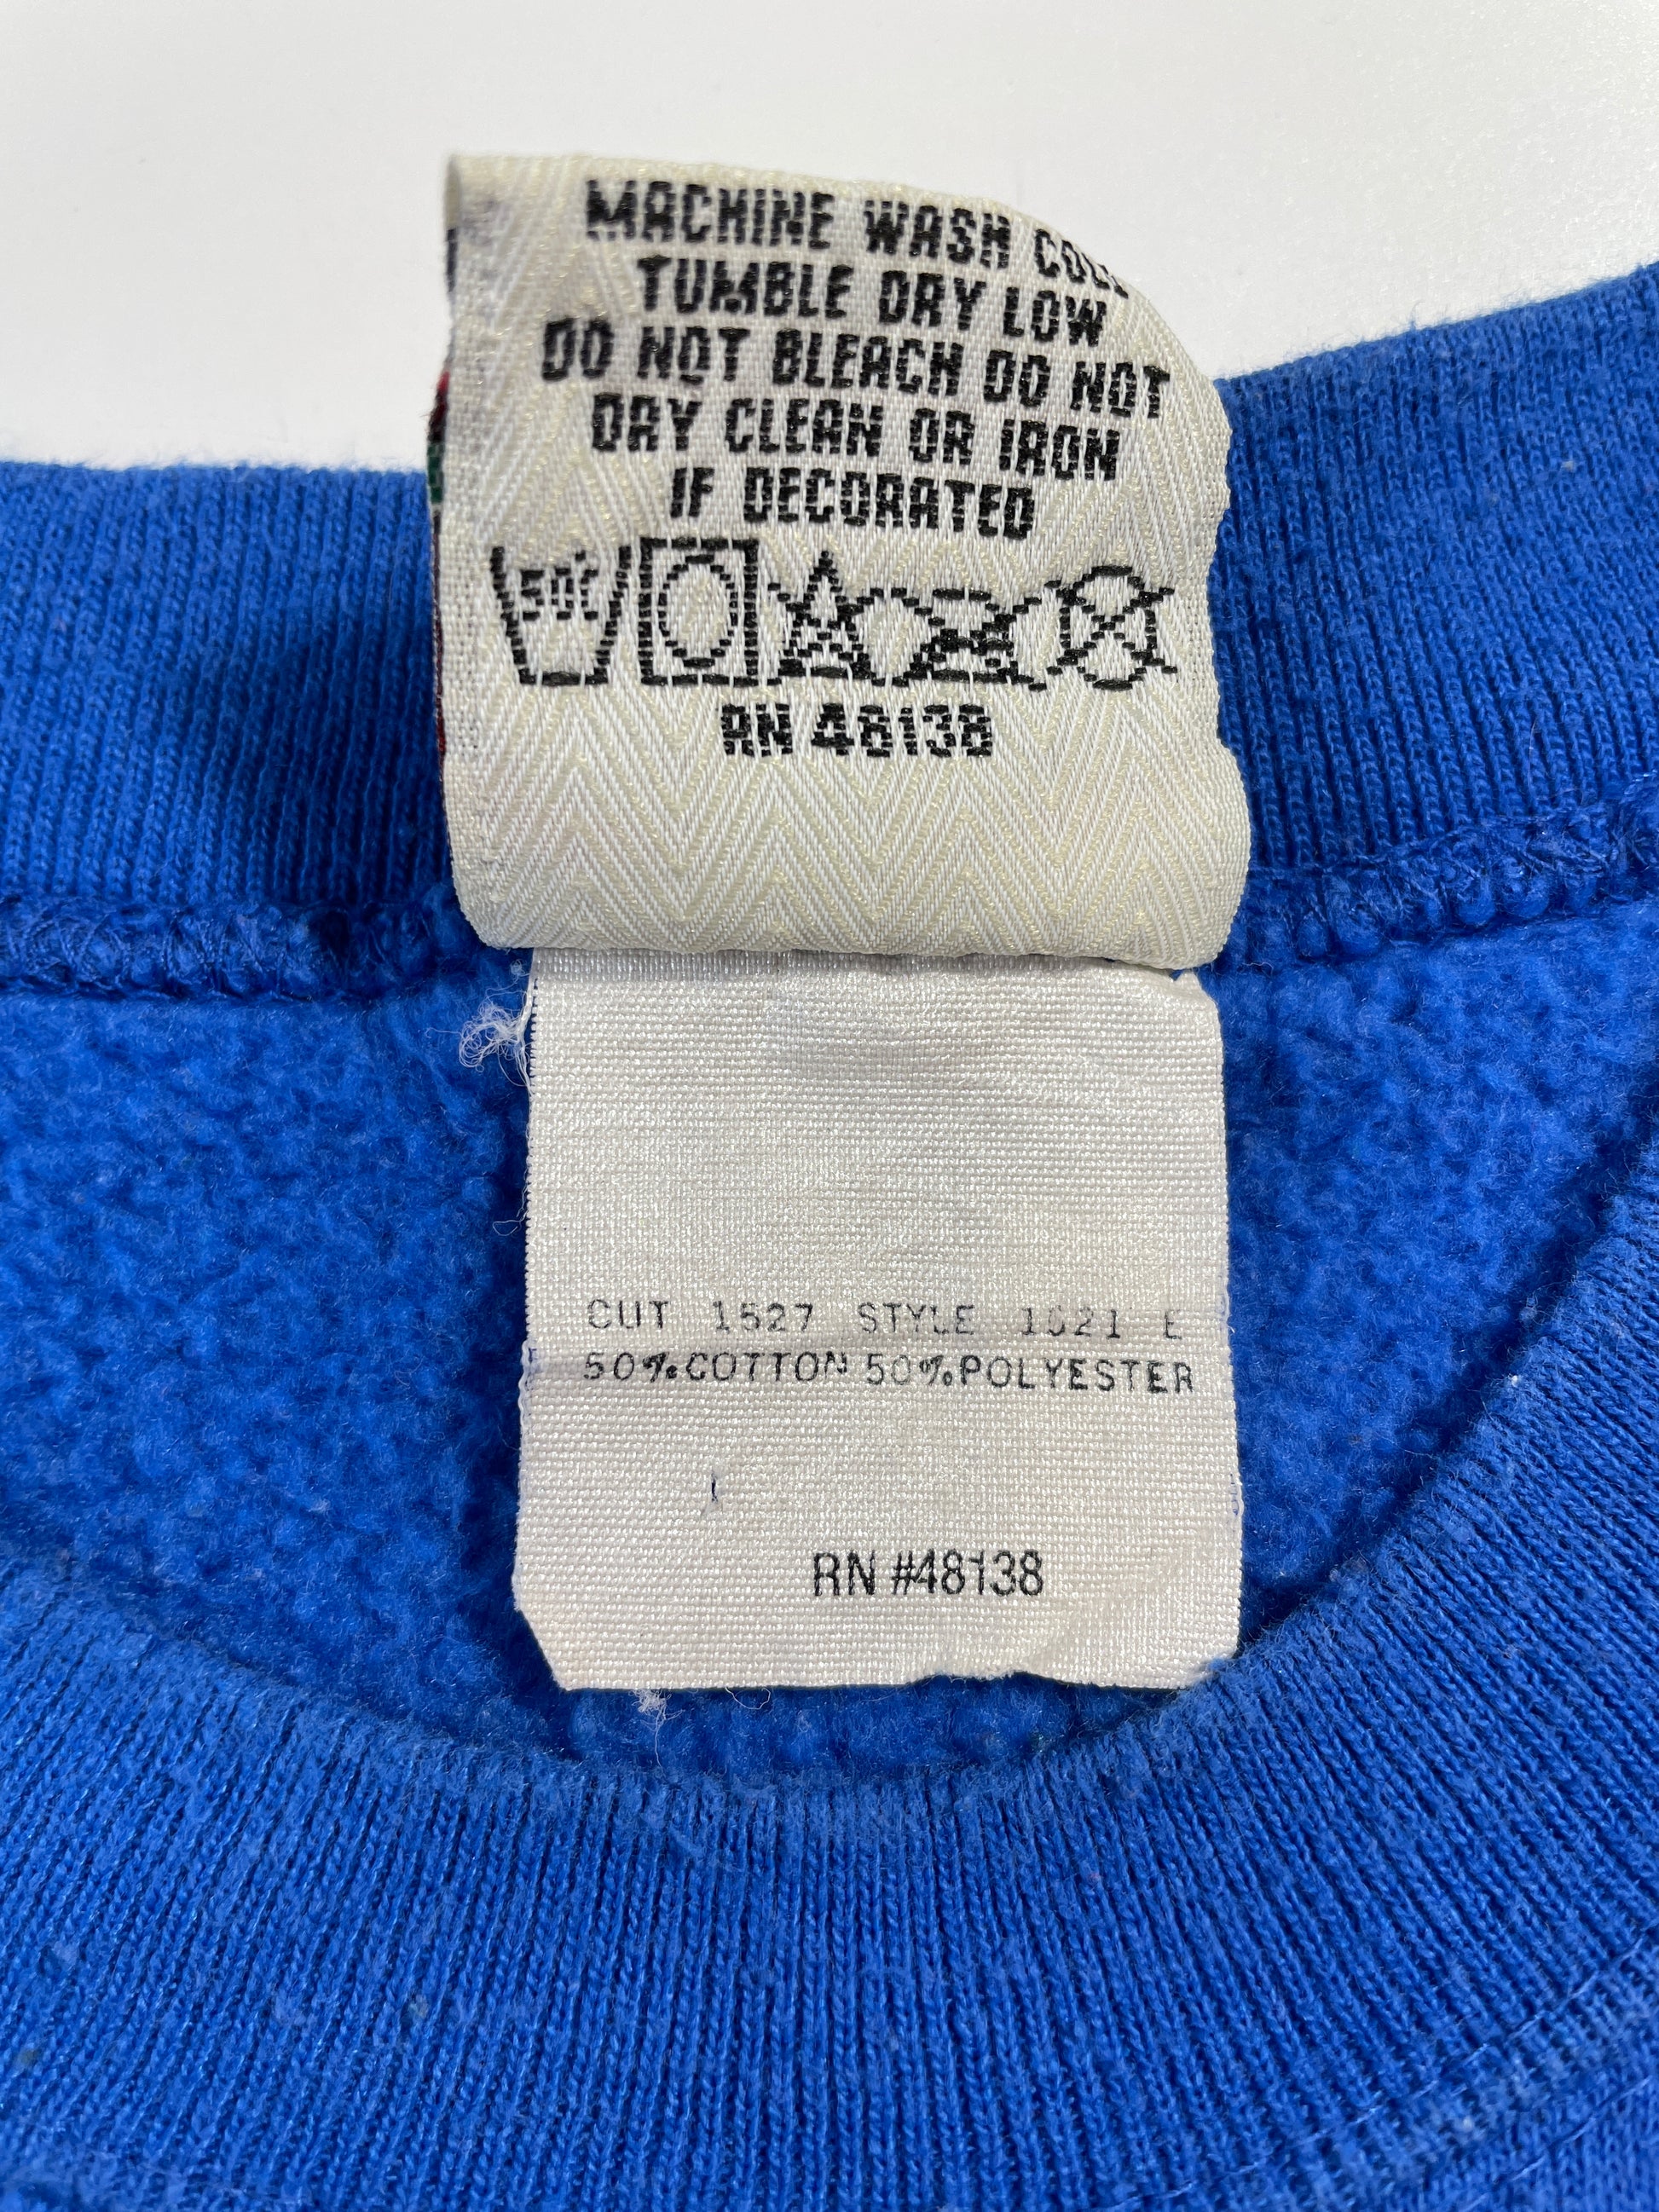 MACHINE WASH COLD
TUMBLE DRY LOW
DO NOT BLEACH DO NOT
DRY CLEAN OR IRON
IF DECORATED
50°C
RN 48138
CUT 1527 STYLE 1021 E
50% COTTON 50% POLYESTER
RN #48138